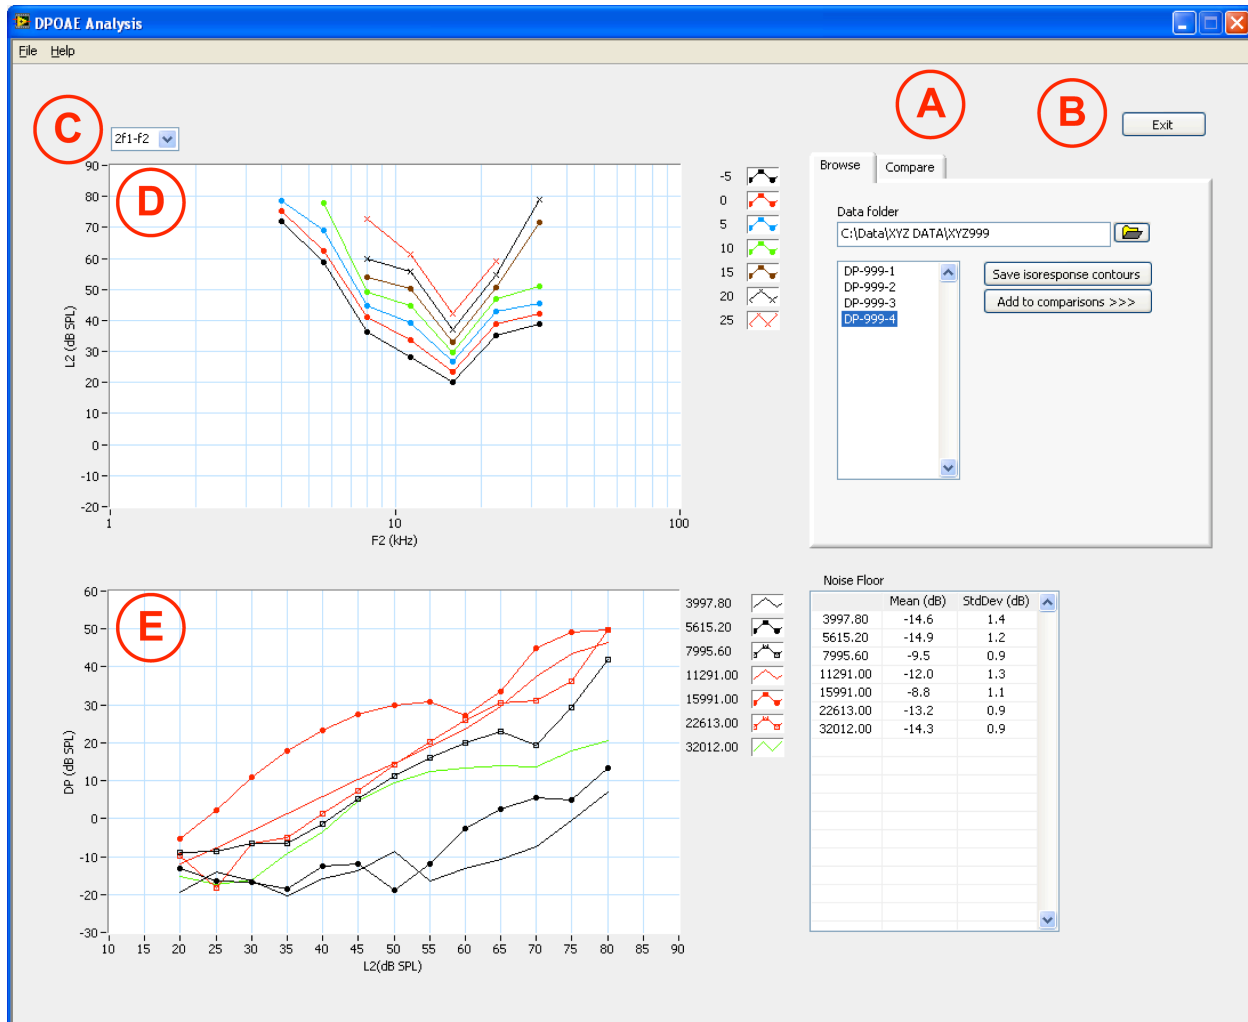 DPOAE Analysis
File Help
A
B
Exit
C
2f1-f2
D
90
80
70
60
50
40
30
20
10
0
-10
-20
L2 (dB SPL)
1 10 100
F2 (kHz)
-5
0
5
10
15
20
25
Browse Compare
Data folder
C:\Data\XYZ DATA\XYZ999
DP-999-1
DP-999-2
DP-999-3
DP-999-4
Save isoresponse contours
Add to comparisons >>>
E
60
50
40
30
20
10
0
-10
-20
-30
DP (dB SPL)
10 15 20 25 30 35 40 45 50 55 60 65 70 75 80 85 90
L2(dB SPL)
3997.80
5615.20
7995.60
11291.00
15991.00
22613.00
32012.00
Noise Floor
Mean (dB) StdDev (dB)
3997.80 -14.6 1.4
5615.20 -14.9 1.2
7995.60 -9.5 0.9
11291.00 -12.0 1.3
15991.00 -8.8 1.1
22613.00 -13.2 0.9
32012.00 -14.3 0.9